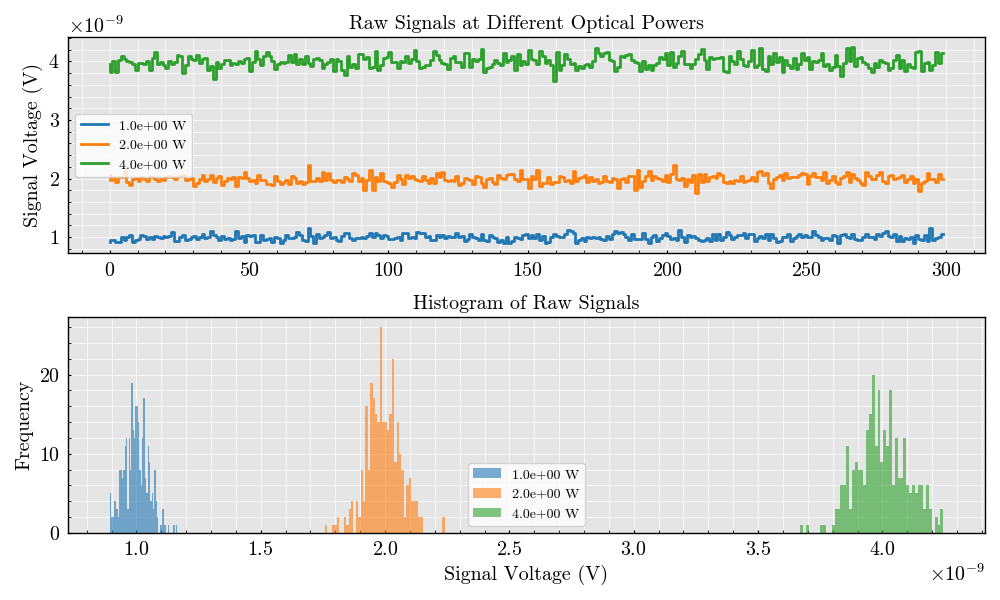 Raw Signals at Different Optical Powers
×10⁻⁹
Signal Voltage (V)
4
3
2
1
1.0e+00 W
2.0e+00 W
4.0e+00 W
0 50 100 150 200 250 300
Histogram of Raw Signals
Frequency
20
10
0
1.0e+00 W
2.0e+00 W
4.0e+00 W
1.0 1.5 2.0 2.5 3.0 3.5 4.0
Signal Voltage (V)
×10⁻⁹